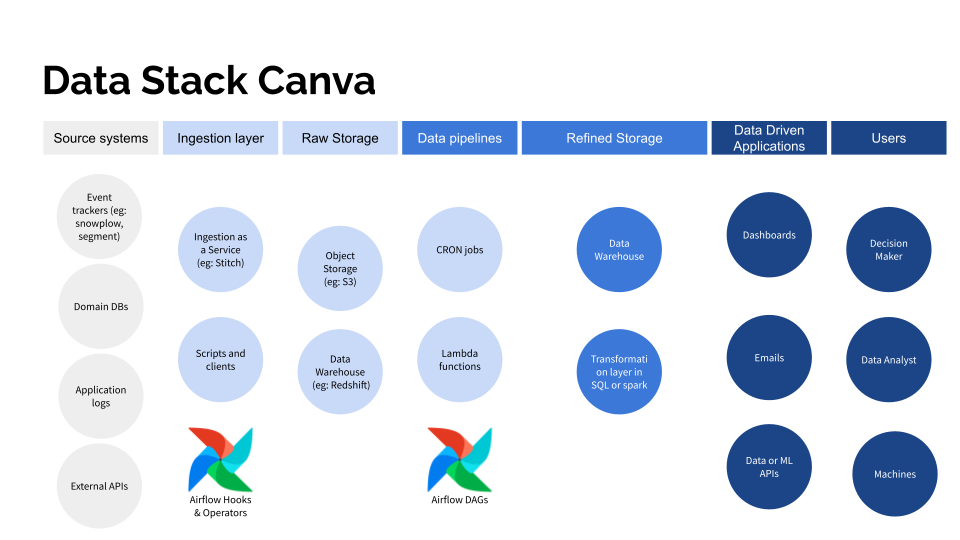 Data Stack Canva
Source systems
Ingestion layer
Raw Storage
Data pipelines
Refined Storage
Data Driven
Applications
Users
Event
trackers (eg:
snowplow,
segment)
Domain DBs
Application
logs
External APIs
Ingestion as
a Service
(eg: Stitch)
Scripts and
clients
Airflow Hooks
& Operators
Object
Storage
(eg: S3)
Data
Warehouse
(eg: Redshift)
CRON jobs
Lambda
functions
Airflow DAGs
Data
Warehouse
Transformati
on layer in
SQL or spark
Dashboards
Emails
Data or ML
APIs
Decision
Maker
Data Analyst
Machines